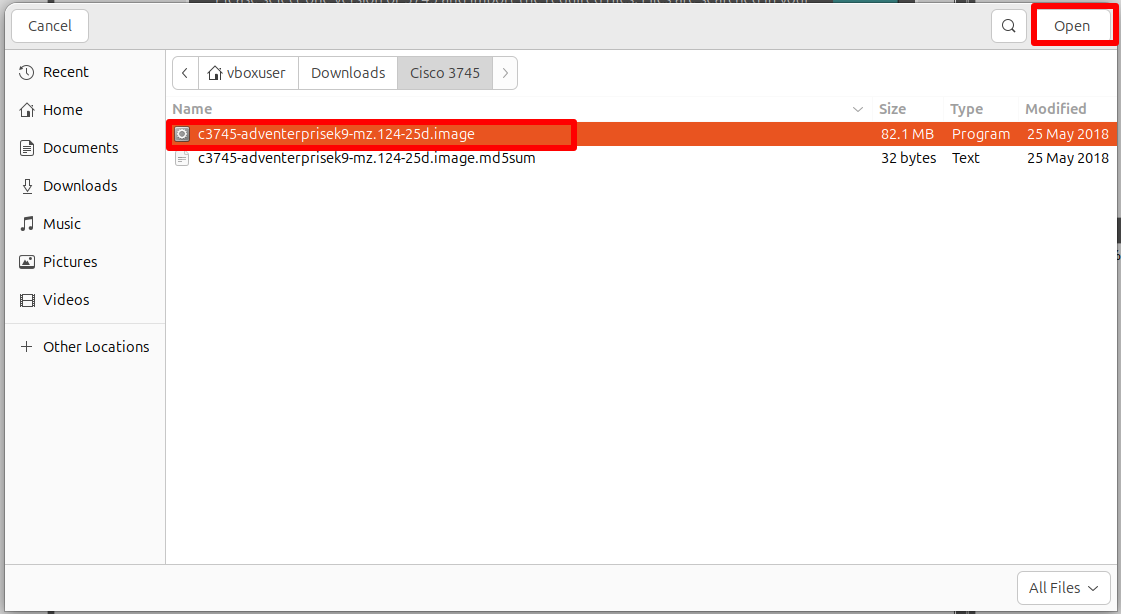 Cancel
Open
Recent
Home
Documents
Downloads
Music
Pictures
Videos
Other Locations
vboxuser
Downloads
Cisco 3745
Name Size Type Modified
c3745-adventerprisek9-mz.124-25d.image 82.1 MB Program 25 May 2018
c3745-adventerprisek9-mz.124-25d.image.md5sum 32 bytes Text 25 May 2018
All Files